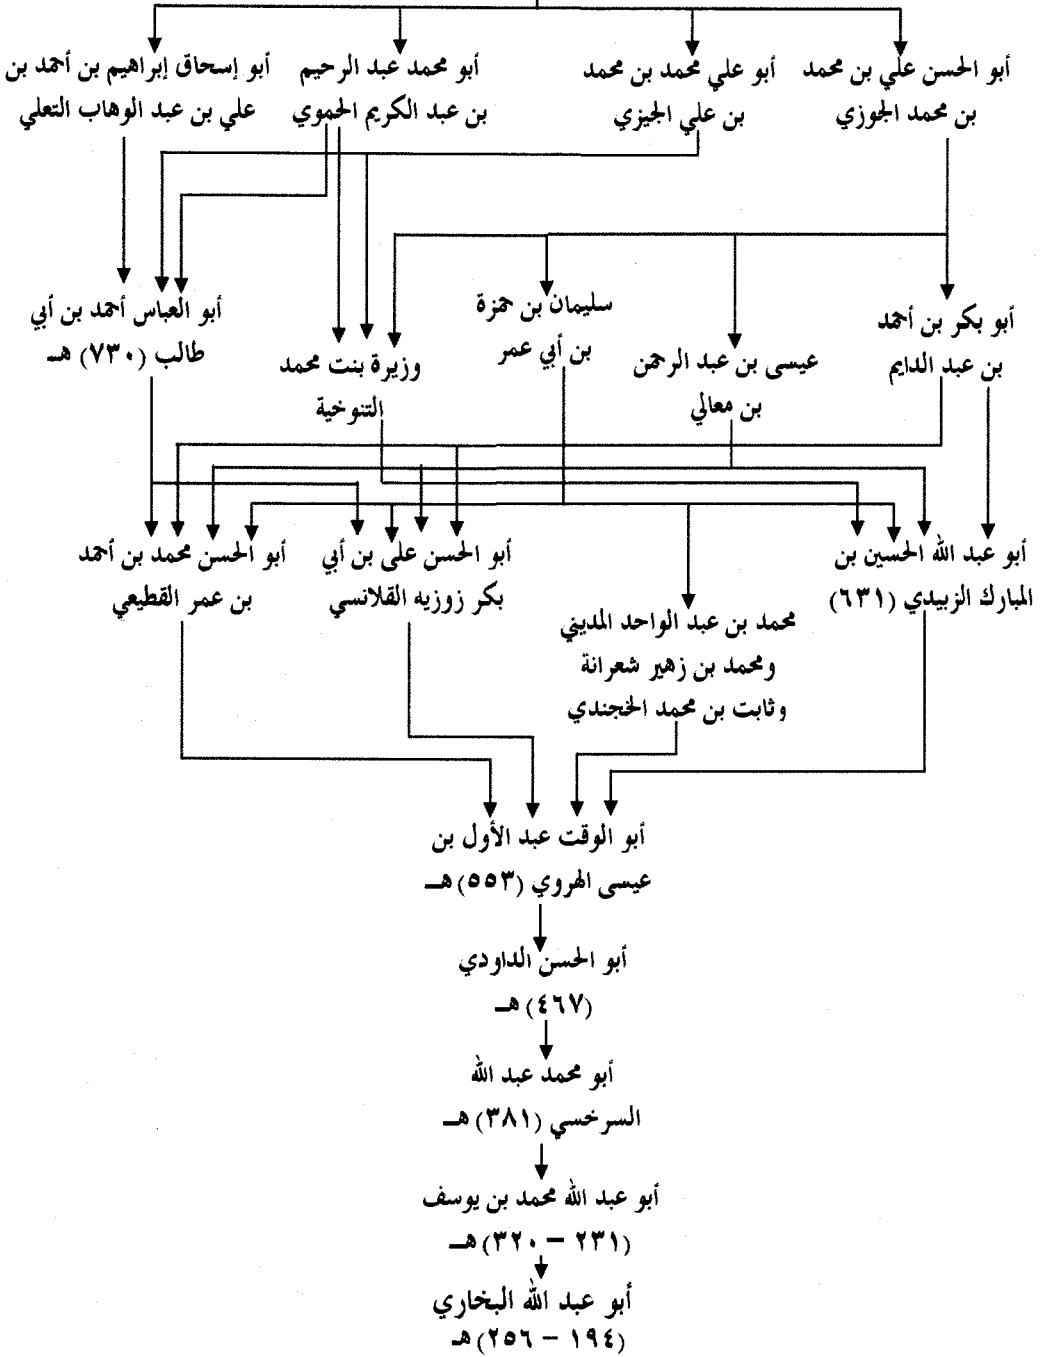 أبو الحسن علي بن محمد
بن محمد الجوزي
أبو علي محمد بن محمد
بن علي الجيزي
أبو محمد عبد الرحيم
بن عبد الكريم الحموي
أبو إسحاق إبراهيم بن أحمد بن
علي بن عبد الوهاب التعلي
أبو بكر بن أحمد
بن عبد الدايم
عيسى بن عبد الرحمن
بن معالي
سليمان بن حمزة
بن أبي عمر
وزيرة بنت محمد
التنوخية
أبو العباس أحمد بن أبي
طالب (٧٣٠) هــ
أبو عبد الله الحسين بن
المبارك الزبيدي (٦٣١)
محمد بن عبد الواحد المديني
ومحمد بن زهير شعرانة
وثابت بن محمد الخجندي
أبو الحسن على بن أبي
بكر زوزيه القلانسي
أبو الحسن محمد بن أحمد
بن عمر القطيعي
أبو الوقت عبد الأول بن
عيسى الهروي (٥٥٣) هــ
أبو الحسن الداودي
(٤٦٧) هــ
أبو محمد عبد الله
السرخسي (٣٨١) هــ
أبو عبد الله محمد بن يوسف
(٢٣١ – ٣٢٠) هــ
أبو عبد الله البخاري
(١٩٤ – ٢٥٦) هـ